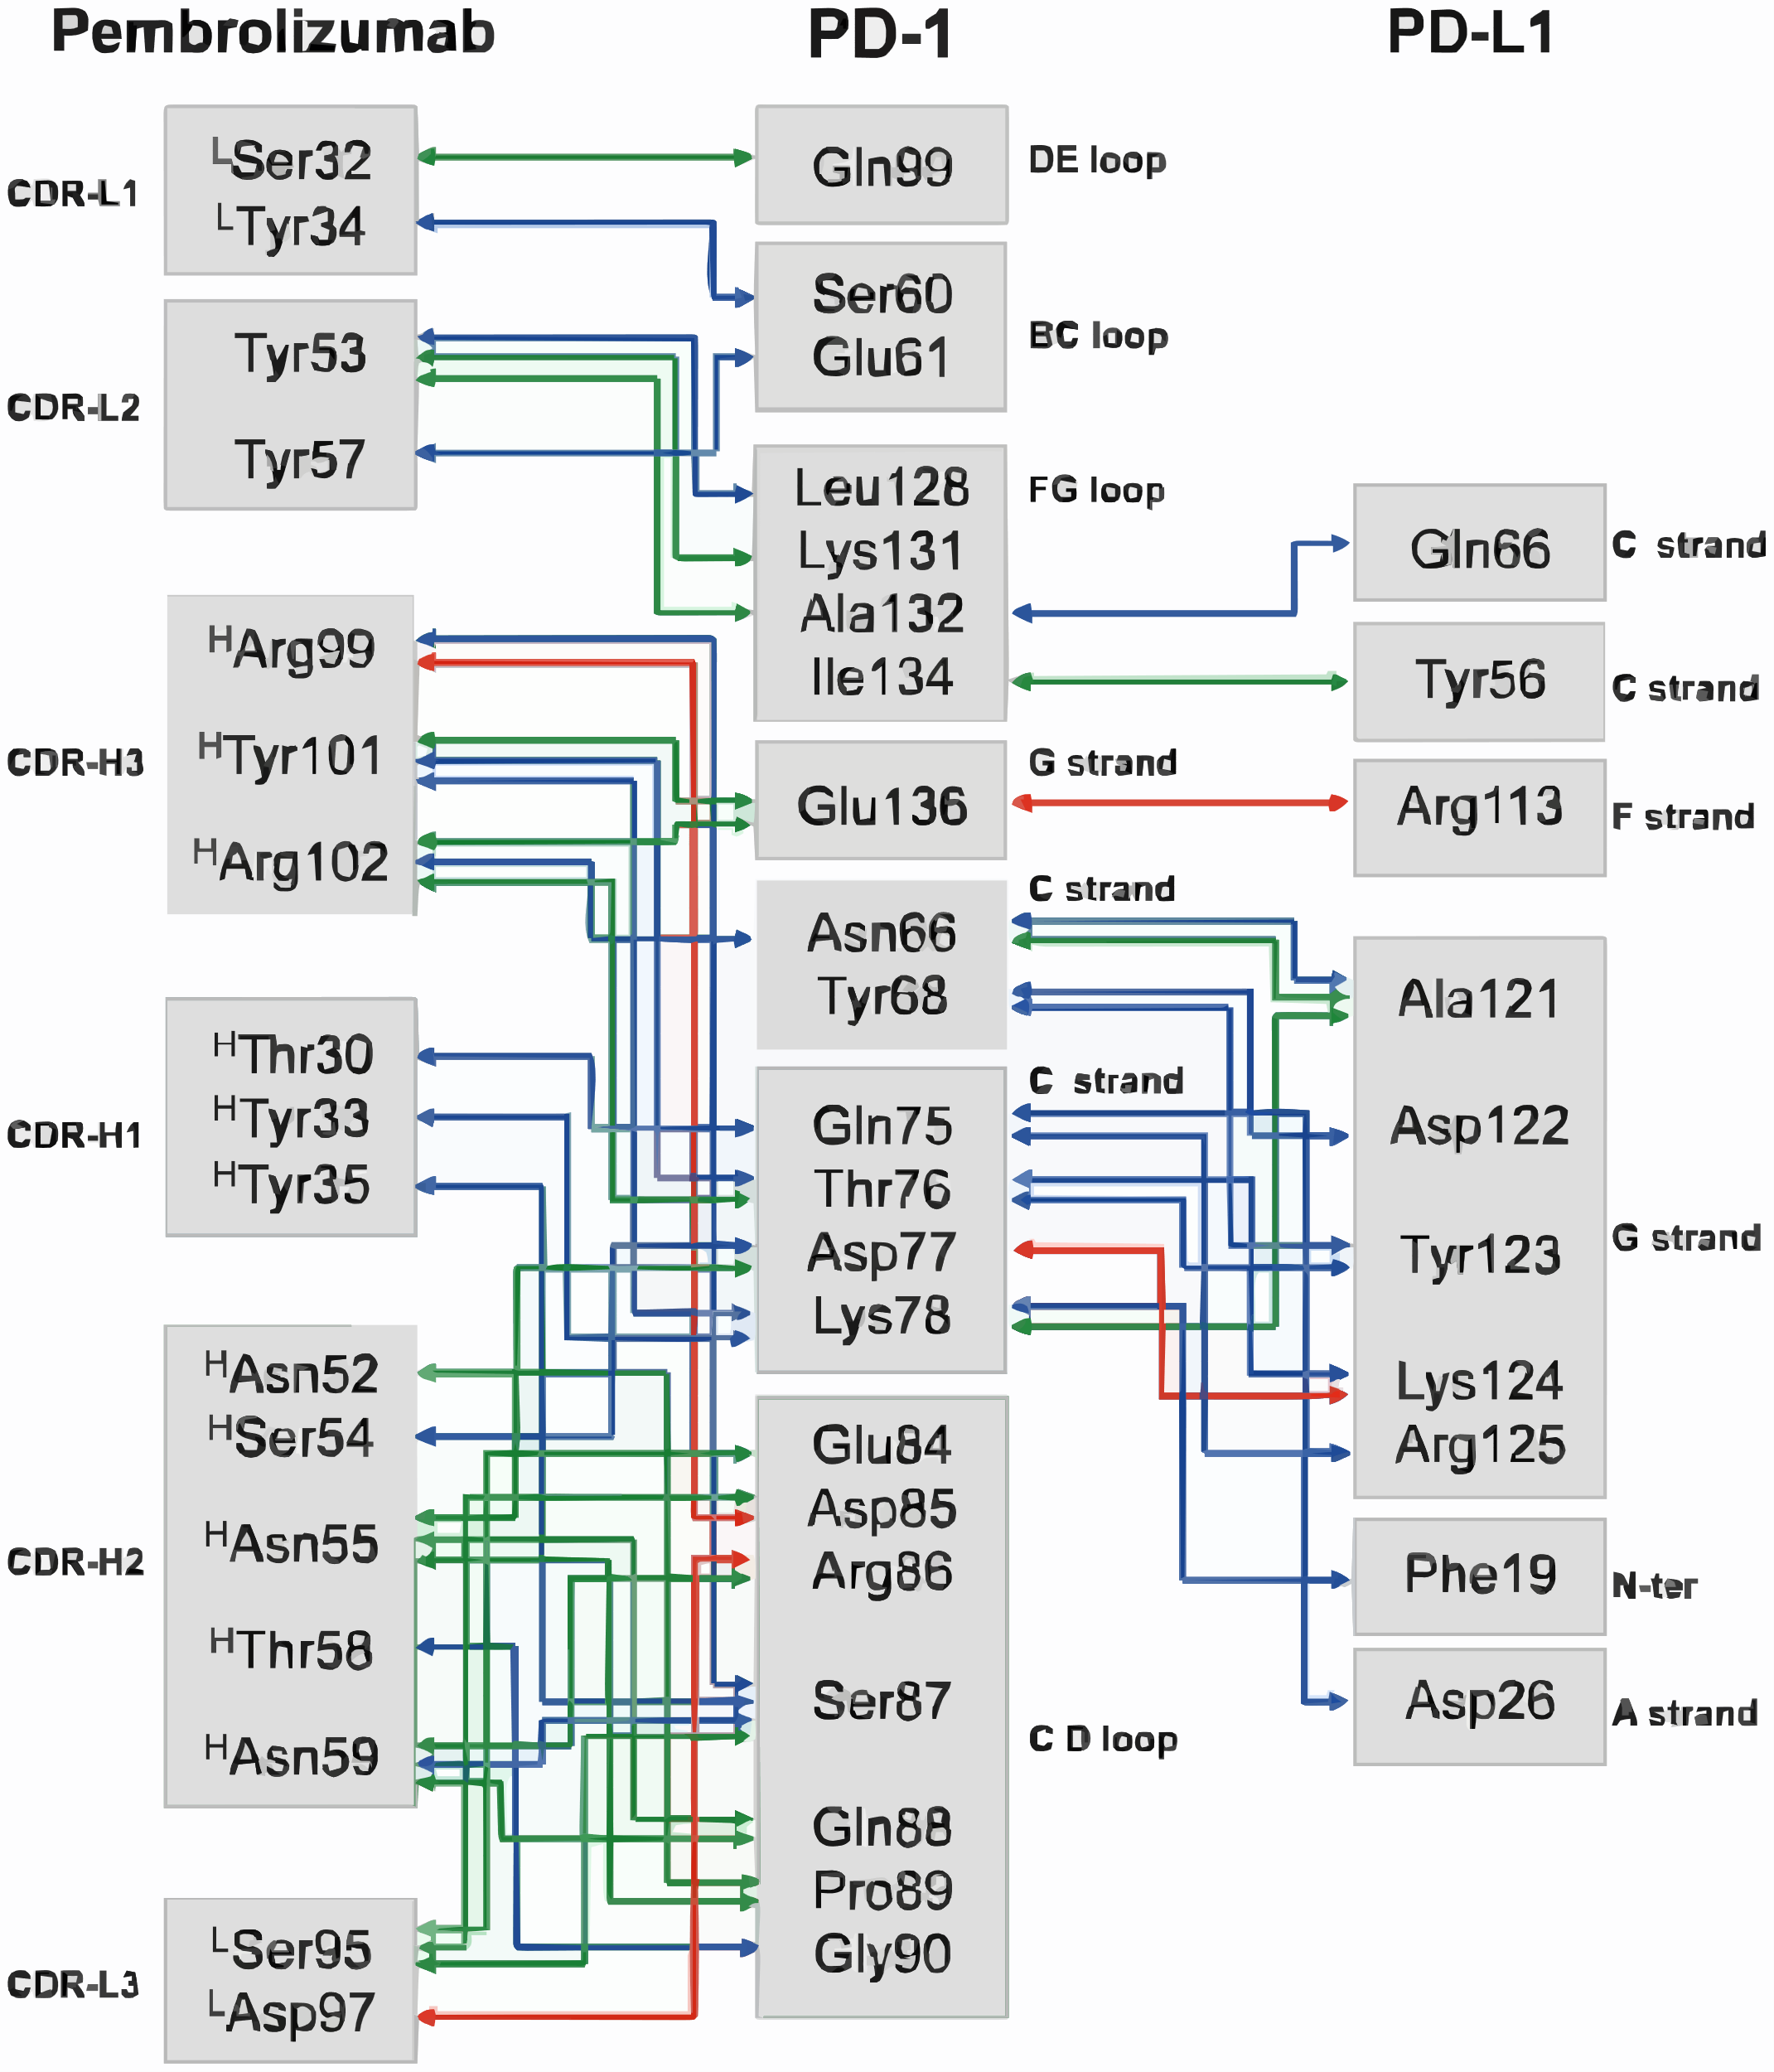 Pembrolizumab
PD-1
PD-L1
CDR-L1
LSer32
LTyr34
CDR-L2
Tyr53
Tyr57
CDR-H3
HArg99
HTyr101
HArg102
CDR-H1
HThr30
HTyr33
HTyr35
CDR-H2
HAsn52
HSer54
HAsn55
HThr58
HAsn59
CDR-L3
LSer95
LAsp97
Gln99
DE loop
Ser60
Glu61
BC loop
Leu128
Lys131
Ala132
Ile134
FG loop
Glu136
G strand
Asn66
Tyr68
C strand
Gln75
Thr76
Asp77
Lys78
C strand
Glu84
Asp85
Arg86
Ser87
Gln88
Pro89
Gly90
C D loop
Gln66
C strand
Tyr56
C strand
Arg113
F strand
Ala121
Asp122
Tyr123
Lys124
Arg125
G strand
Phe19
N-ter
Asp26
A strand